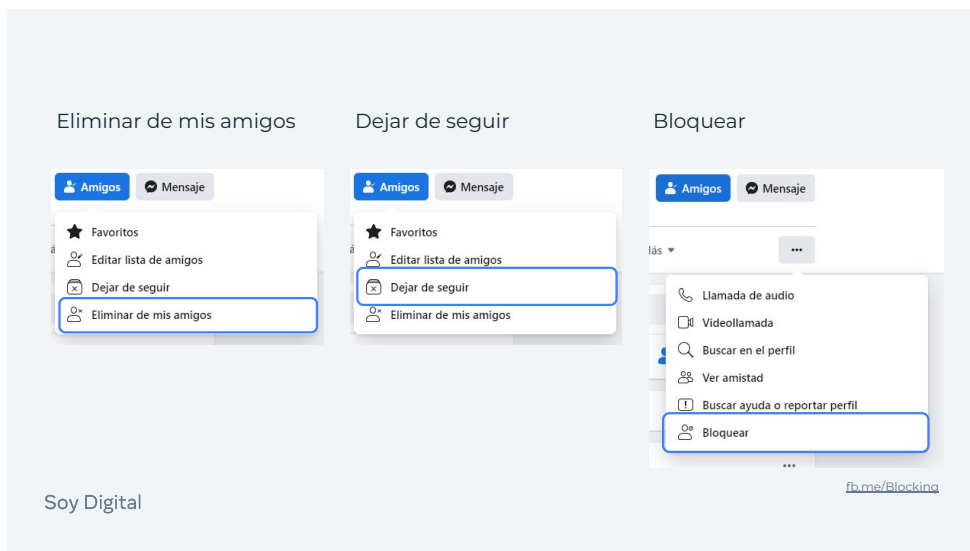 Eliminar de mis amigos
Amigos
Mensaje
Favoritos
Editar lista de amigos
Dejar de seguir
Eliminar de mis amigos
Dejar de seguir
Amigos
Mensaje
Favoritos
Editar lista de amigos
Dejar de seguir
Eliminar de mis amigos
Bloquear
Amigos
Mensaje
lás
Llamada de audio
Videollamada
Buscar en el perfil
Ver amistad
Buscar ayuda o reportar perfil
Bloquear
fb.me/Blocking
Soy Digital